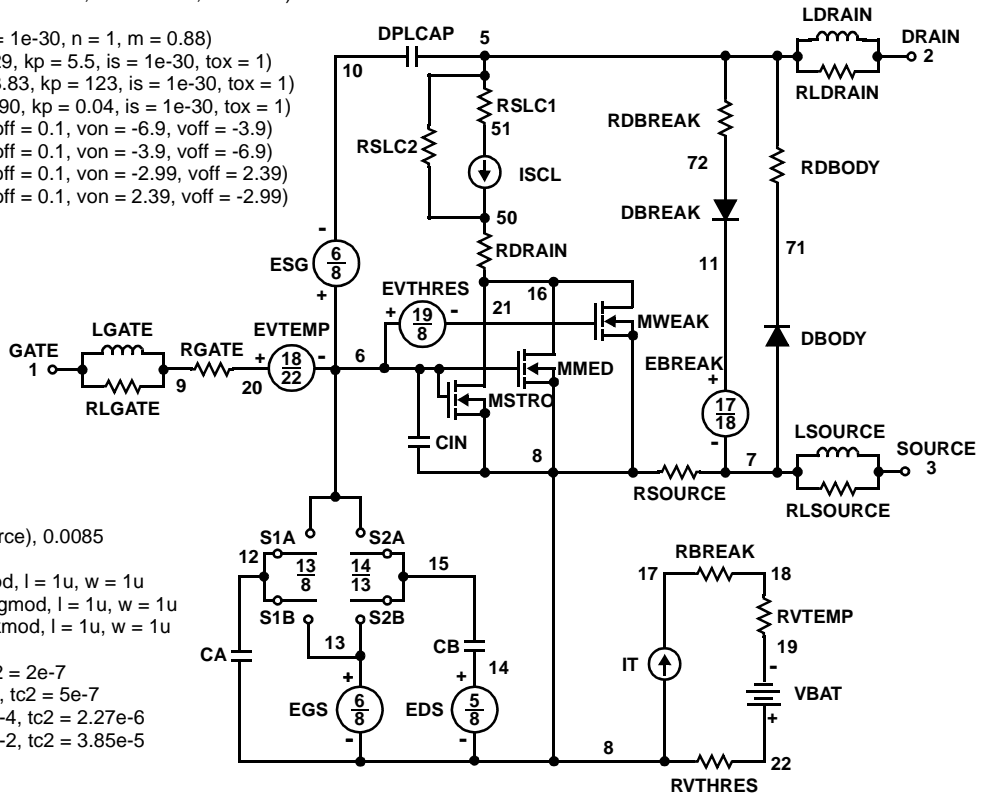 = 1e-30, n = 1, m = 0.88)
kp = 5.5, is = 1e-30, tox = 1)
kp = 123, is = 1e-30, tox = 1)
90, kp = 0.04, is = 1e-30, tox = 1)
off = 0.1, von = -6.9, voff = -3.9)
off = 0.1, von = -3.9, voff = -6.9)
off = 0.1, von = -2.99, voff = 2.39)
off = 0.1, von = 2.39, voff = -2.99)
rce), 0.0085
l = 1u, w = 1u
gmod, l = 1u, w = 1u
l = 1u, w = 1u
2 = 2e-7
, tc2 = 5e-7
-4, tc2 = 2.27e-6
-2, tc2 = 3.85e-5
LDRAIN
DPLCAP
5
DRAIN
2
10
RLDRAIN
RSLC1
51
RDBREAK
RSLC2
72
RDBODY
ISCL
DBREAK
50
RDRAIN
71
-
ESG
6
8
+
11
EVTHRES
+
19
8
-
21
16
MWEAK
LGATE
EVTEMP
GATE
1
RGATE
+
18
22
-
6
MMED
EBREAK
+
DBODY
9
20
MSTRO
RLGATE
17
18
-
CIN
8
7
LSOURCE
SOURCE
3
RSOURCE
RLSOURCE
S1A
S2A
12
13
8
14
13
15
RBREAK
17
18
S1B
S2B
RVTEMP
13
CA
CB
19
-
+
+
14
IT
VBAT
EGS
6
8
EDS
5
8
+
-
-
8
22
RVTHRES